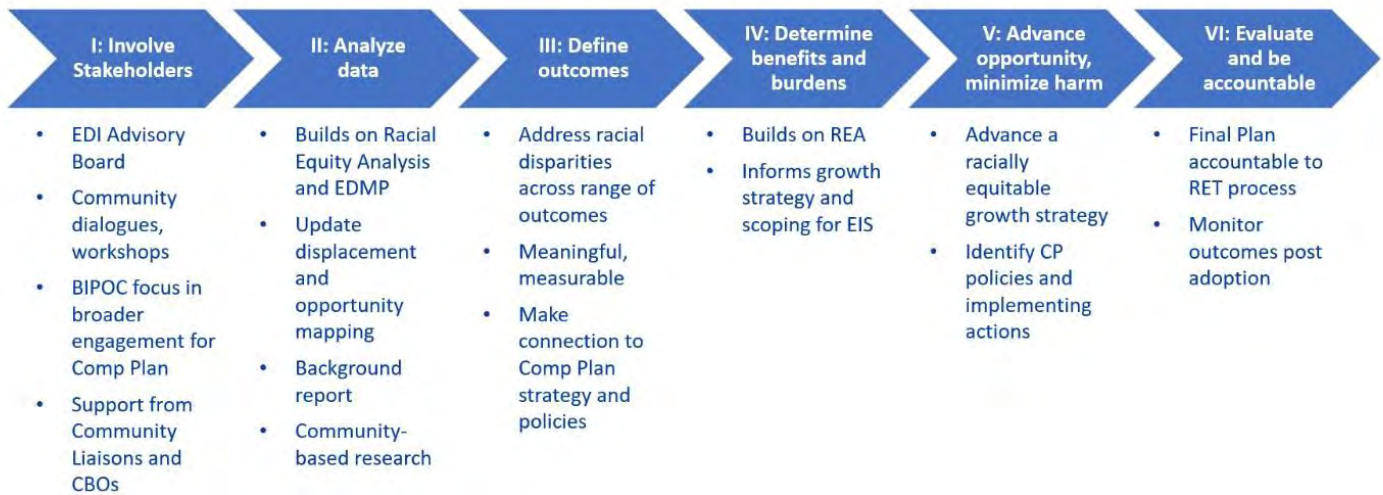 I: Involve
Stakeholders
• EDI Advisory
Board
• Community
dialogues,
workshops
• BIPOC focus in
broader
engagement for
Comp Plan
• Support from
Community
Liaisons and
CBOs
II: Analyze
data
• Builds on Racial
Equity Analysis
and EDMP
• Update
displacement
and
opportunity
mapping
• Background
report
• Community-
based research
III: Define
outcomes
• Address racial
disparities
across range of
outcomes
• Meaningful,
measurable
• Make
connection to
Comp Plan
strategy and
policies
IV: Determine
benefits and
burdens
• Builds on REA
• Informs growth
strategy and
scoping for EIS
V: Advance
opportunity,
minimize harm
• Advance a
racially
equitable
growth strategy
• Identify CP
policies and
implementing
actions
VI: Evaluate
and be
accountable
• Final Plan
accountable to
RET process
• Monitor
outcomes post
adoption